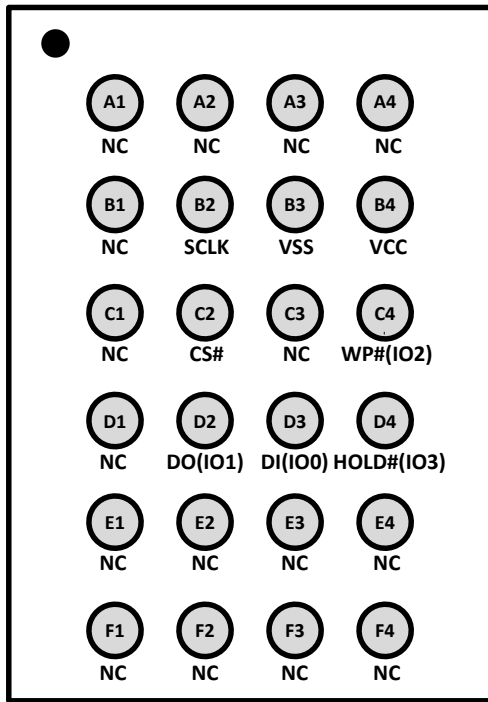 A1 A2 A3 A4
NC NC NC NC
B1 B2 B3 B4
NC SCLK VSS VCC
C1 C2 C3 C4
NC CS# NC WP#(IO2)
D1 D2 D3 D4
NC DO(IO1) DI(IO0) HOLD#(IO3)
E1 E2 E3 E4
NC NC NC NC
F1 F2 F3 F4
NC NC NC NC